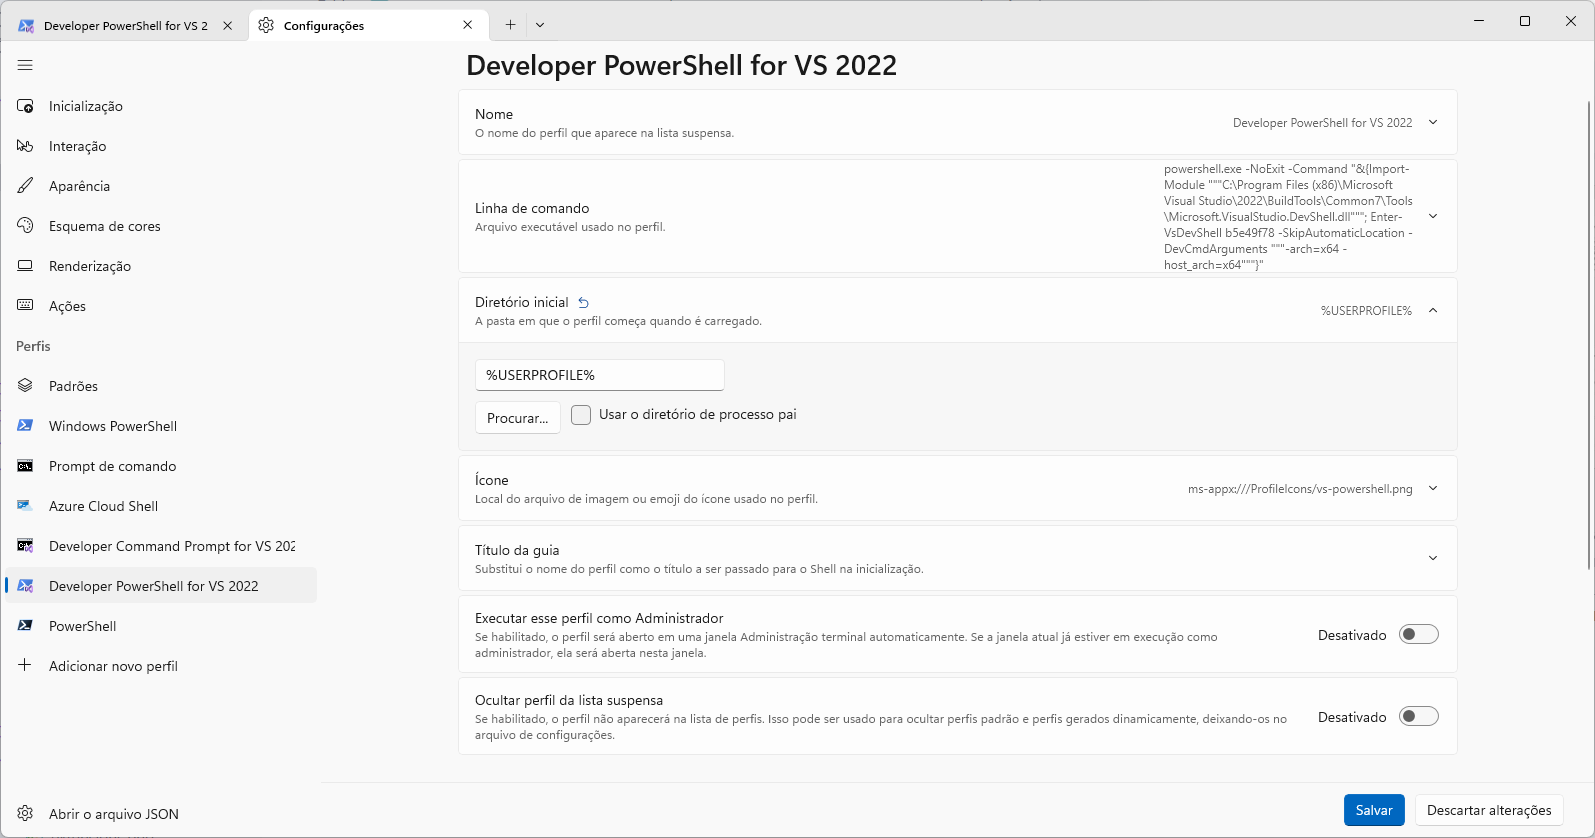 Developer PowerShell for VS 2
Configurações
Inicialização
Interação
Aparência
Esquema de cores
Renderização
Ações
Perfis
Padrões
Windows PowerShell
Prompt de comando
Azure Cloud Shell
Developer Command Prompt for VS 202
Developer PowerShell for VS 2022
PowerShell
Adicionar novo perfil
Abrir o arquivo JSON
Developer PowerShell for VS 2022
Nome
O nome do perfil que aparece na lista suspensa.
Developer PowerShell for VS 2022
Linha de comando
Arquivo executável usado no perfil.
powershell.exe -NoExit -Command "&{Import-
Module """C:\Program Files (x86)\Microsoft
Visual Studio\2022\BuildTools\Common7\Tools
\Microsoft.VisualStudio.DevShell.dll"""; Enter-
VsDevShell b5e49f78 -SkipAutomaticLocation -
DevCmdArguments """-arch=x64 -
host_arch=x64"""}"
Diretório inicial
A pasta em que o perfil começa quando é carregado.
%USERPROFILE%
%USERPROFILE%
Procurar...
Usar o diretório de processo pai
Ícone
Local do arquivo de imagem ou emoji do ícone usado no perfil.
ms-appx:///ProfileIcons/vs-powershell.png
Título da guia
Substitui o nome do perfil como o título a ser passado para o Shell na inicialização.
Executar esse perfil como Administrador
Se habilitado, o perfil será aberto em uma janela Administração terminal automaticamente. Se a janela atual já estiver em execução como
administrador, ela será aberta nesta janela.
Desativado
Ocultar perfil da lista suspensa
Se habilitado, o perfil não aparecerá na lista de perfis. Isso pode ser usado para ocultar perfis padrão e perfis gerados dinamicamente, deixando-os no
arquivo de configurações.
Desativado
Salvar
Descartar alterações